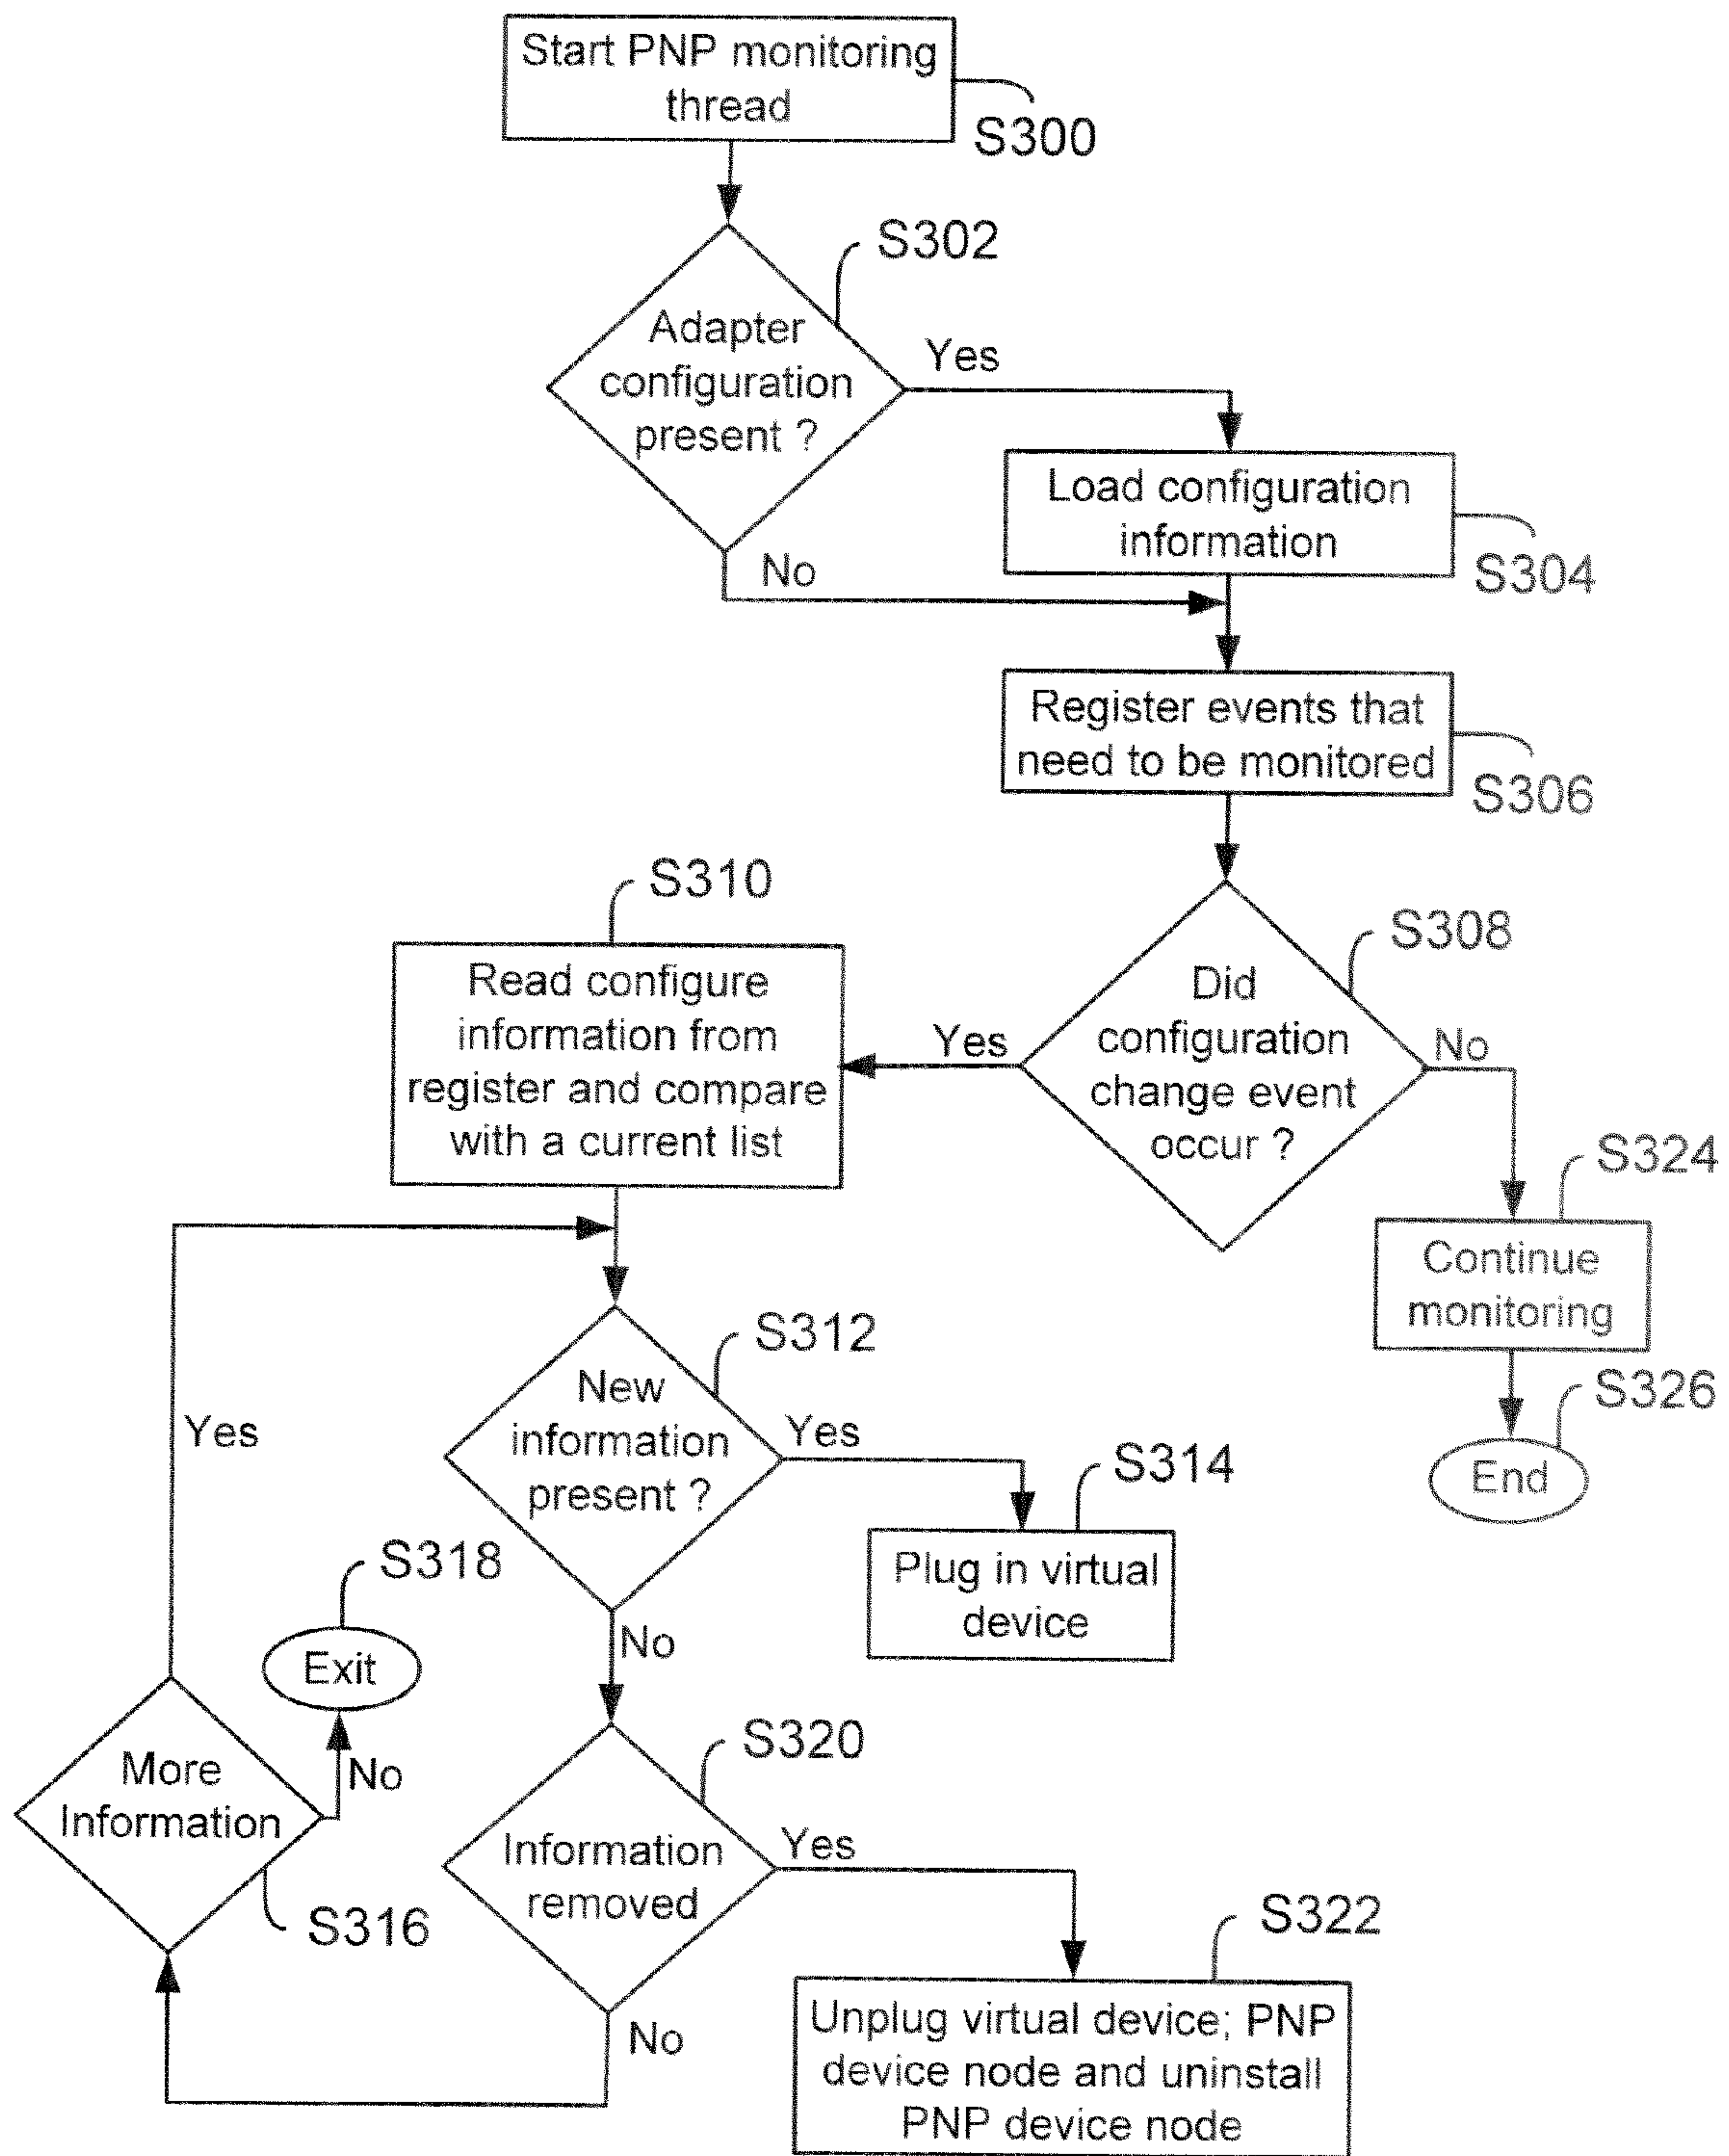 Start PNP monitoring
thread
S300
S302
Adapter
configuration
present ?
Yes
No
Load configuration
information
S304
Register events that
need to be monitored
S306
S310
Read configure
information from
register and compare
with a current list
S308
Did
configuration
change event
occur ?
Yes
No
S324
Continue
monitoring
S326
End
S312
New
information
present ?
Yes
No
S314
Plug in virtual
device
Yes
S318
Exit
No
More
Information
S316
S320
Information
removed
Yes
No
S322
Unplug virtual device; PNP
device node and uninstall
PNP device node